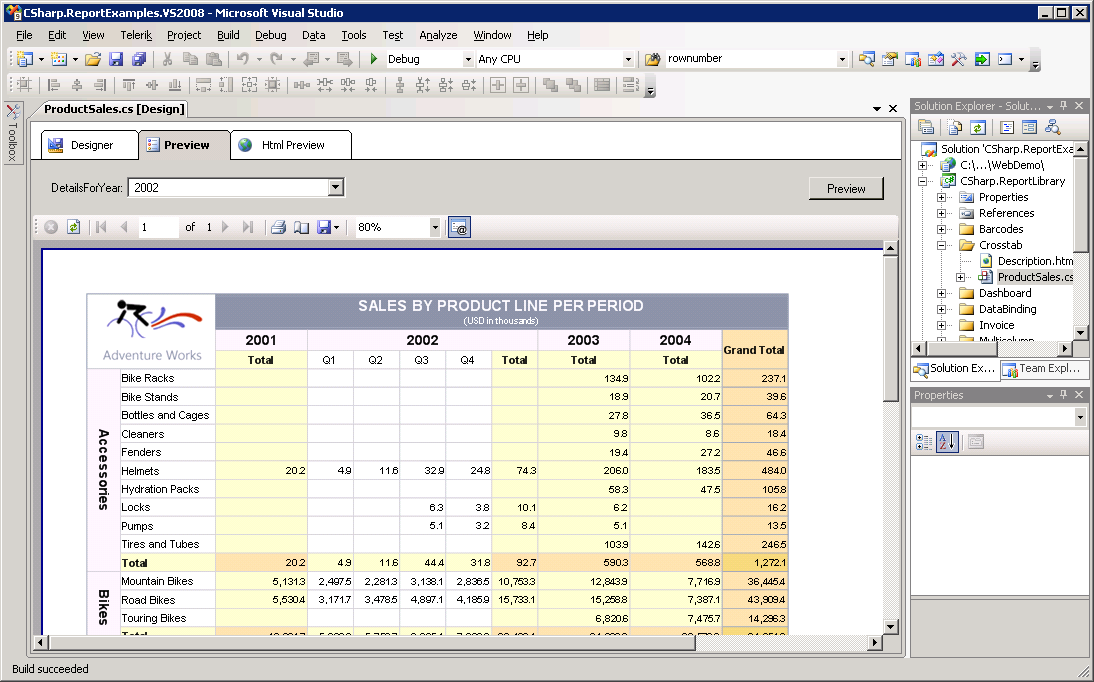 CSharp.ReportExamples.VS2008 - Microsoft Visual Studio
File Edit View Telerik Project Build Debug Data Tools Test Analyze Window Help
Debug Any CPU rownumber
Toolbox
ProductSales.cs [Design]
Designer Preview Html Preview
DetailsForYear: 2002 Preview
1 of 1 80%
Adventure Works
SALES BY PRODUCT LINE PER PERIOD
(USD in thousands)
2001 2002 2003 2004 Grand Total
Total Q1 Q2 Q3 Q4 Total Total Total
Accessories
Bike Racks 134.9 102.2 237.1
Bike Stands 18.9 20.7 39.6
Bottles and Cages 27.8 36.5 64.3
Cleaners 9.8 8.6 18.4
Fenders 19.4 27.2 46.6
Helmets 20.2 4.9 11.6 32.9 24.8 74.3 206.0 183.5 484.0
Hydration Packs 58.3 47.5 105.8
Locks 6.3 3.8 10.1 6.2 16.2
Pumps 5.1 3.2 8.4 5.1 13.5
Tires and Tubes 103.9 142.6 246.5
Total 20.2 4.9 11.6 44.4 31.8 92.7 590.3 568.8 1,272.1
Bikes
Mountain Bikes 5,131.3 2,497.5 2,281.3 3,138.1 2,836.5 10,753.3 12,843.9 7,716.9 36,445.4
Road Bikes 5,530.4 3,171.7 3,478.5 4,897.1 4,185.9 15,733.1 15,258.8 7,387.1 43,909.4
Touring Bikes 6,820.6 7,475.7 14,296.3
Total
Solution Explorer - Solut...
Solution 'CSharp.ReportExa
C:\...\WebDemo\
CSharp.ReportLibrary
Properties
References
Barcodes
Crosstab
Description.htm
ProductSales.cs
Dashboard
DataBinding
Invoice
Multicolumn
Solution Ex... Team Expl...
Properties
Build succeeded